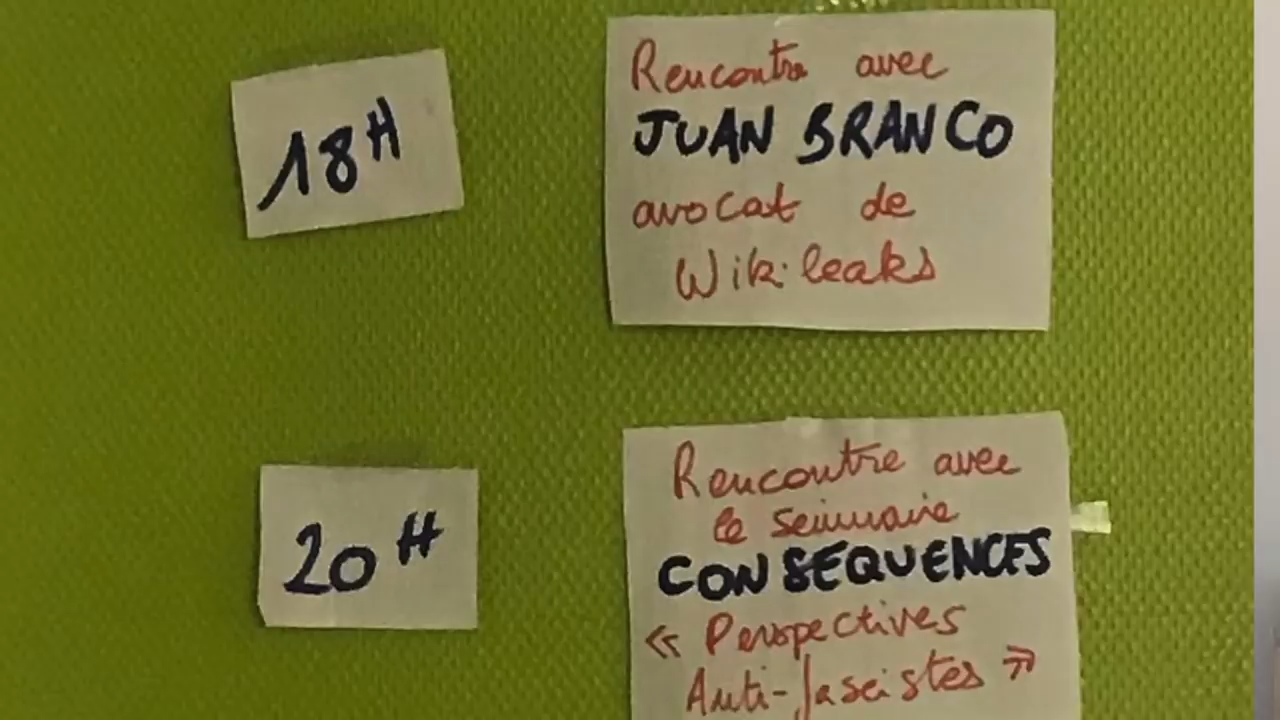 18H
Rencontre avec
JUAN BRANCO
avocat de
Wikileaks
20H
Rencontre avec
le séminaire
CONSEQUENCES
« Perspectives
Anti-fascistes »